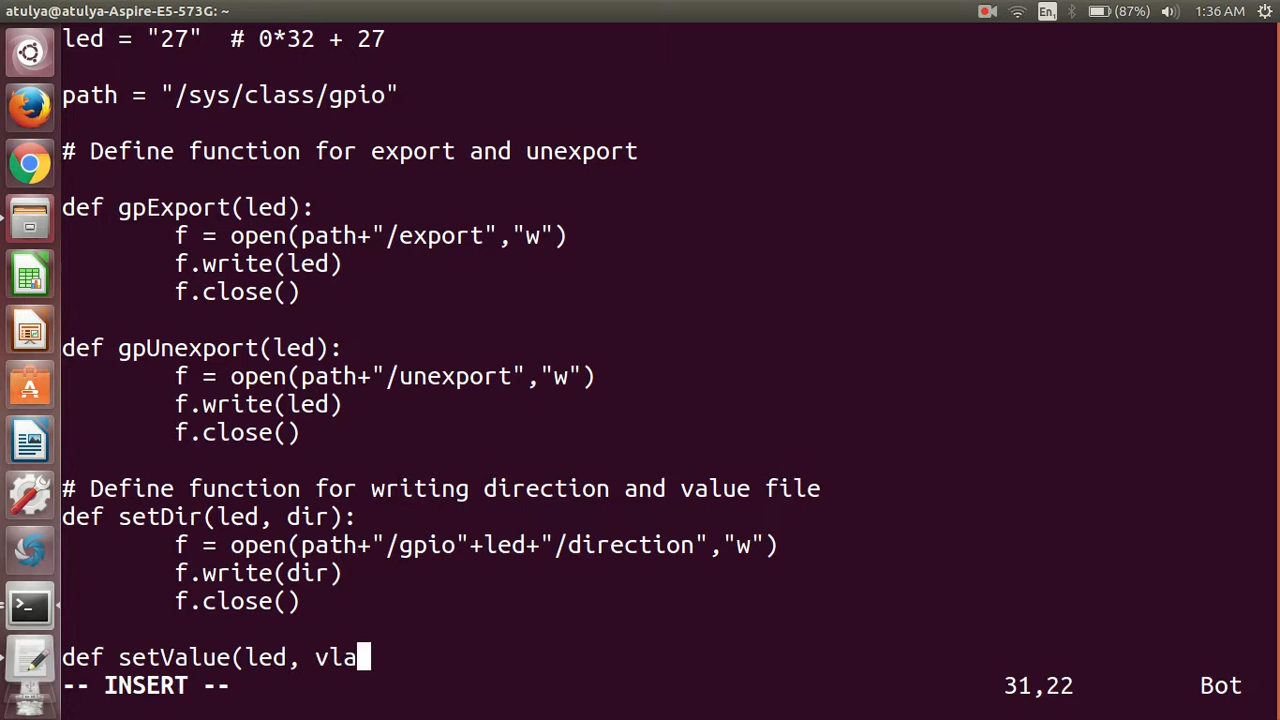 atulya@atulya-Aspire-E5-573G: ~
En1 (87%) 1:36 AM
led = "27"  # 0*32 + 27
path = "/sys/class/gpio"
# Define function for export and unexport
def gpExport(led):
        f = open(path+"/export","w")
        f.write(led)
        f.close()
def gpUnexport(led):
        f = open(path+"/unexport","w")
        f.write(led)
        f.close()
# Define function for writing direction and value file
def setDir(led, dir):
        f = open(path+"/gpio"+led+"/direction","w")
        f.write(dir)
        f.close()
def setValue(led, vla
-- INSERT -- 31,22 Bot